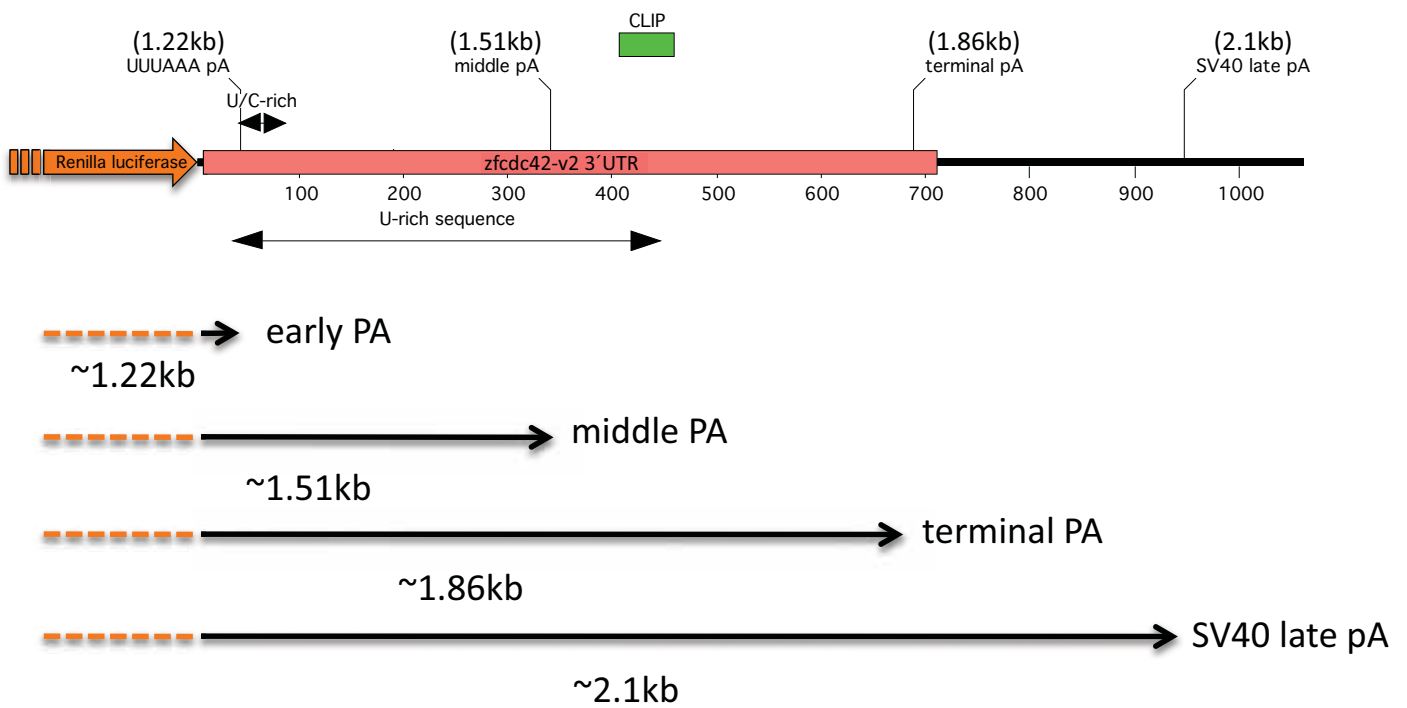 CLIP
(1.22kb) (1.51kb) (1.86kb) (2.1kb)
UUUAAA pA middle pA terminal pA SV40 late pA
U/C-rich
Renilla luciferase zfcdc42-v2 3´UTR
100 200 300 400 500 600 700 800 900 1000
U-rich sequence
early PA
~1.22kb
middle PA
~1.51kb
terminal PA
~1.86kb
SV40 late pA
~2.1kb